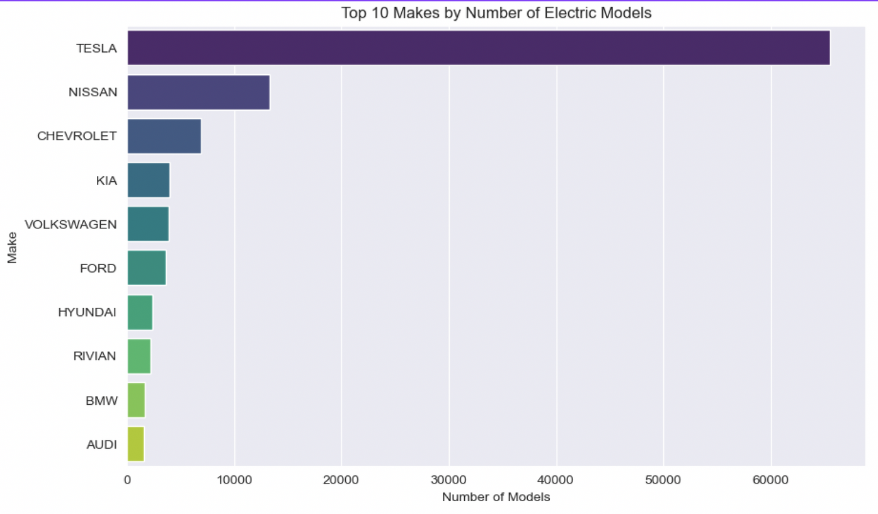 Top 10 Makes by Number of Electric Models
TESLA
NISSAN
CHEVROLET
KIA
VOLKSWAGEN
FORD
HYUNDAI
RIVIAN
BMW
AUDI
Make
0 10000 20000 30000 40000 50000 60000
Number of Models